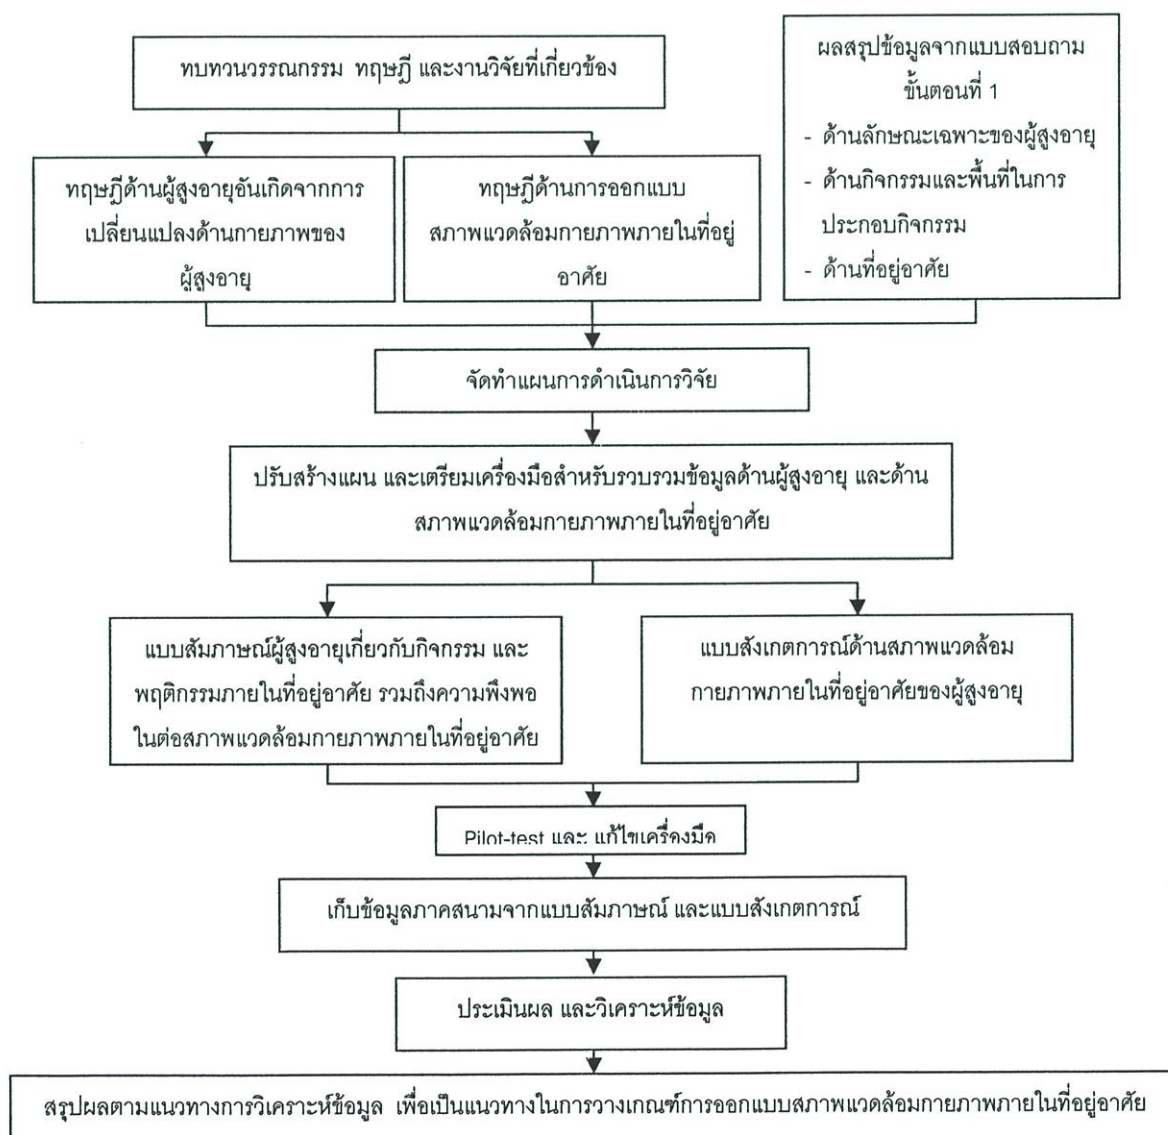 ทบทวนวรรณกรรม ทฤษฎี และงานวิจัยที่เกี่ยวข้อง
ผลสรุปข้อมูลจากแบบสอบถาม
ขั้นตอนที่ 1
- ด้านลักษณะเฉพาะของผู้สูงอายุ
- ด้านกิจกรรมและพื้นที่ในการ
ประกอบกิจกรรม
- ด้านที่อยู่อาศัย
ทฤษฎีด้านผู้สูงอายุอันเกิดจากการ
เปลี่ยนแปลงด้านกายภาพของ
ผู้สูงอายุ
ทฤษฎีด้านการออกแบบ
สภาพแวดล้อมกายภาพภายในที่อยู่
อาศัย
จัดทำแผนการดำเนินการวิจัย
ปรับสร้างแผน และเตรียมเครื่องมือสำหรับรวบรวมข้อมูลด้านผู้สูงอายุ และด้าน
สภาพแวดล้อมกายภาพภายในที่อยู่อาศัย
แบบสัมภาษณ์ผู้สูงอายุเกี่ยวกับกิจกรรม และ
พฤติกรรมภายในที่อยู่อาศัย รวมถึงความพึงพอ
ในต่อสภาพแวดล้อมกายภาพภายในที่อยู่อาศัย
แบบสังเกตการณ์ด้านสภาพแวดล้อม
กายภาพภายในที่อยู่อาศัยของผู้สูงอายุ
Pilot-test และ แก้ไขเครื่องมือ
เก็บข้อมูลภาคสนามจากแบบสัมภาษณ์ และแบบสังเกตการณ์
ประเมินผล และวิเคราะห์ข้อมูล
สรุปผลตามแนวทางการวิเคราะห์ข้อมูล เพื่อเป็นแนวทางในการวางเกณฑ์การออกแบบสภาพแวดล้อมกายภาพภายในที่อยู่อาศัย